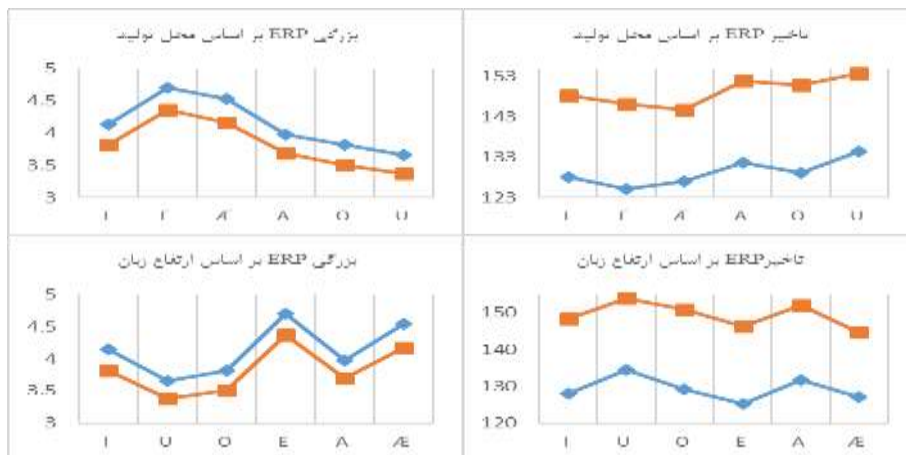 بزرگی ERP بر اساس محل تولید
5
4.5
4
3.5
3
I E Æ A O U
تاخیر ERP بر اساس محل تولید
153
143
133
123
I E Æ A O U
بزرگی ERP بر اساس ارتفاع زبان
5
4.5
4
3.5
3
I U O E A Æ
تاخیر ERP بر اساس ارتفاع زبان
150
140
130
120
I U O E A Æ